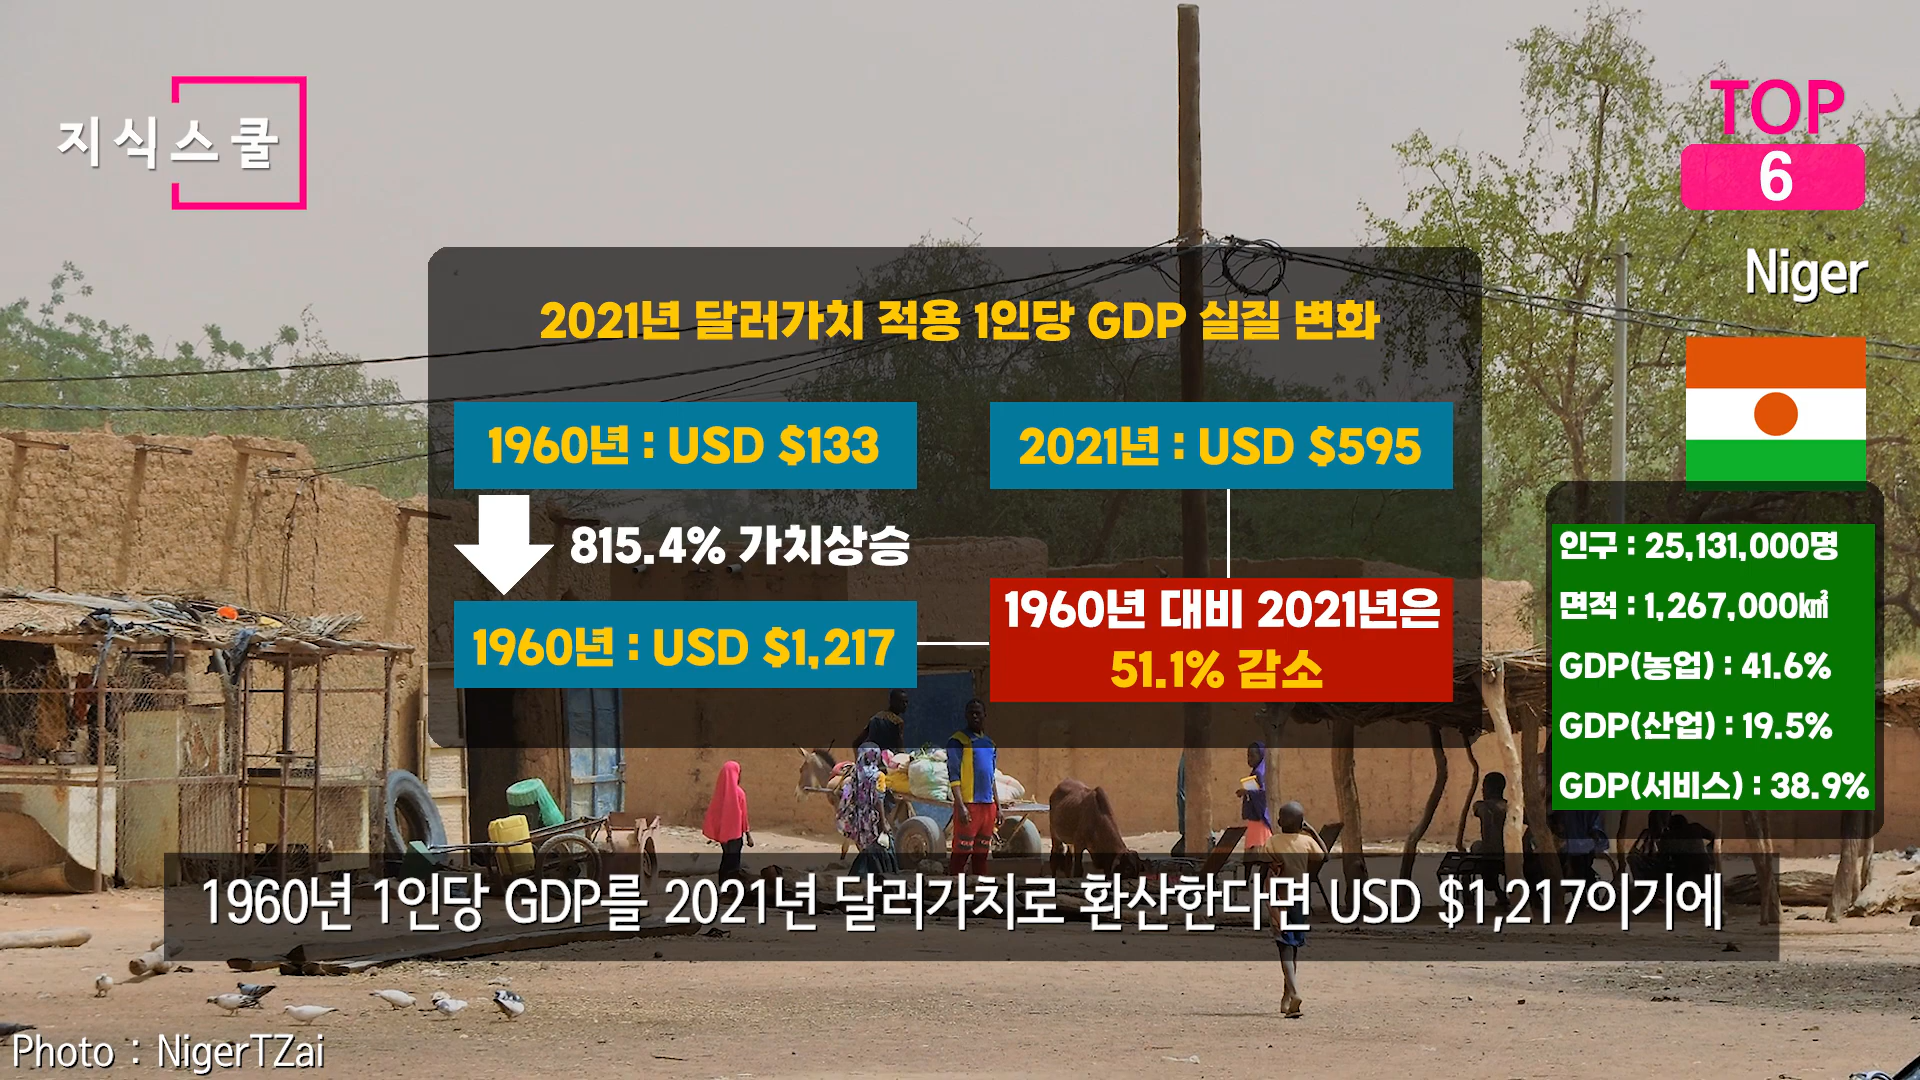 지식스쿨
TOP
6
Niger
2021년 달러가치 적용 1인당 GDP 실질 변화
1960년 : USD $133
2021년 : USD $595
815.4% 가치상승
1960년 : USD $1,217
1960년 대비 2021년은
51.1% 감소
인구 : 25,131,000명
면적 : 1,267,000㎢
GDP(농업) : 41.6%
GDP(산업) : 19.5%
GDP(서비스) : 38.9%
1960년 1인당 GDP를 2021년 달러가치로 환산한다면 USD $1,217이기에
Photo : NigerTZai